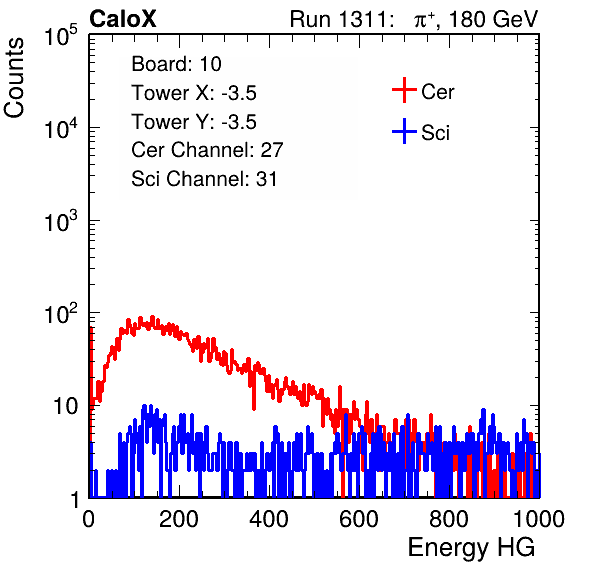 CaloX Run 1311: π⁺, 180 GeV
Counts
10⁵
10⁴
10³
10²
10
1
Board: 10
Tower X: -3.5
Tower Y: -3.5
Cer Channel: 27
Sci Channel: 31
Cer
Sci
0 200 400 600 800 1000
Energy HG